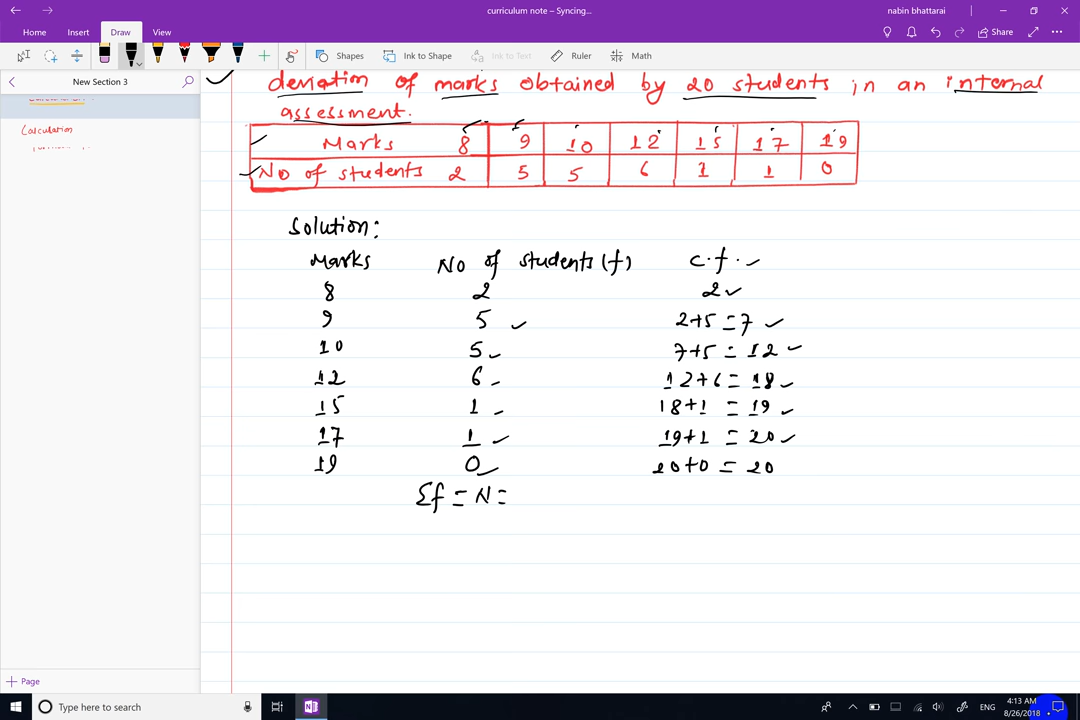 curriculum note – Syncing...
nabin bhattarai
Home Insert Draw View
Share
Shapes Ink to Shape Ink to Text Ruler Math
New Section 3
deviation of marks obtained by 20 students in an internal
assessment.
Calculation
Marks 8 9 10 12 15 17 19
No of students 2 5 5 6 1 1 0
Solution:
Marks No of students (f) c.f.
8 2 2
9 5 2+5=7
10 5 7+5=12
12 6 12+6=18
15 1 18+1=19
17 1 19+1=20
19 0 20+0=20
Σf=N=
+ Page
Type here to search
ENG
4:13 AM
8/26/2018